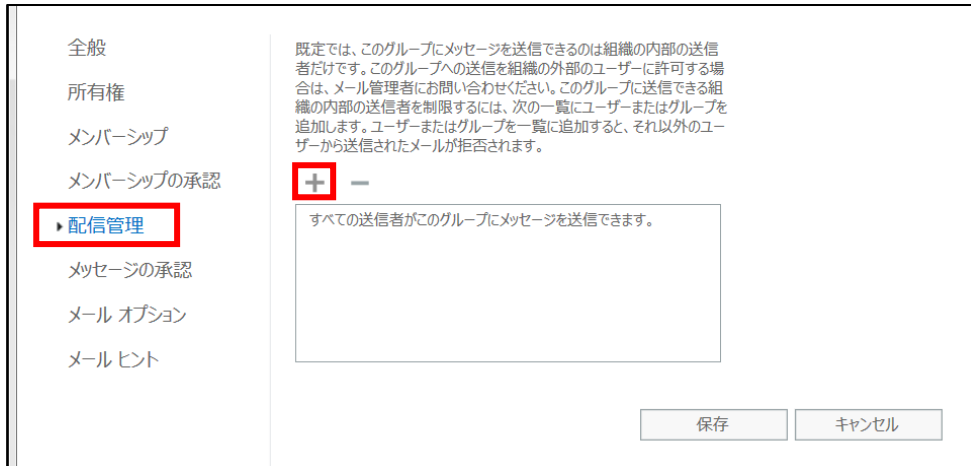 全般
所有権
メンバーシップ
メンバーシップの承認
配信管理
メッセージの承認
メール オプション
メール ヒント
既定では、このグループにメッセージを送信できるのは組織の内部の送信
者だけです。このグループへの送信を組織の外部のユーザーに許可する場
合は、メール管理者にお問い合わせください。このグループに送信できる組
織の内部の送信者を制限するには、次の一覧にユーザーまたはグループを
追加します。ユーザーまたはグループを一覧に追加すると、それ以外のユー
ザーから送信されたメールが拒否されます。
すべての送信者がこのグループにメッセージを送信できます。
保存
キャンセル